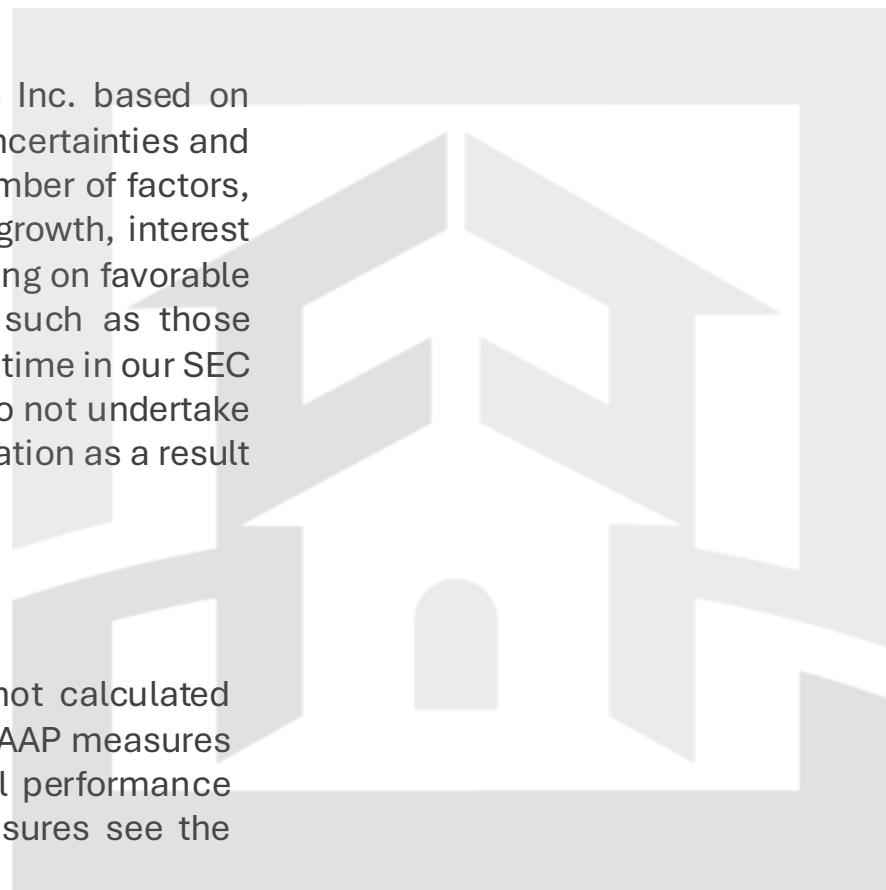 Inc. based on
ncertainties and
mber of factors,
growth, interest
ng on favorable
such as those
time in our SEC
o not undertake
ation as a result
not calculated
AAP measures
l performance
sures see the